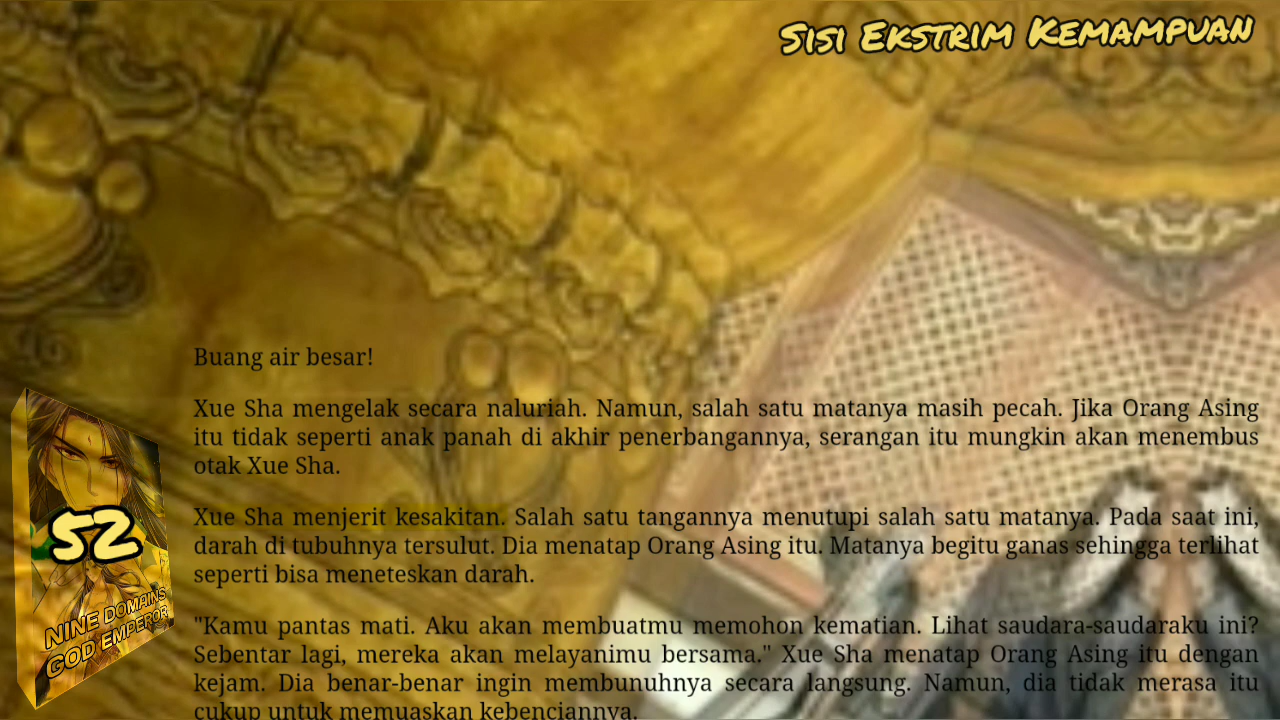 Sisi Ekstrim Kemampuan
Buang air besar!
Xue Sha mengelak secara naluriah. Namun, salah satu matanya masih pecah. Jika Orang Asing
itu tidak seperti anak panah di akhir penerbangannya, serangan itu mungkin akan menembus
otak Xue Sha.
Xue Sha menjerit kesakitan. Salah satu tangannya menutupi salah satu matanya. Pada saat ini,
darah di tubuhnya tersulut. Dia menatap Orang Asing itu. Matanya begitu ganas sehingga terlihat
seperti bisa meneteskan darah.
"Kamu pantas mati. Aku akan membuatmu memohon kematian. Lihat saudara-saudaraku ini?
Sebentar lagi, mereka akan melayanimu bersama." Xue Sha menatap Orang Asing itu dengan
kejam. Dia benar-benar ingin membunuhnya secara langsung. Namun, dia tidak merasa itu
cukup untuk memuaskan kebenciannya.
52
NINE DOMAINS
GOD EMPEROR